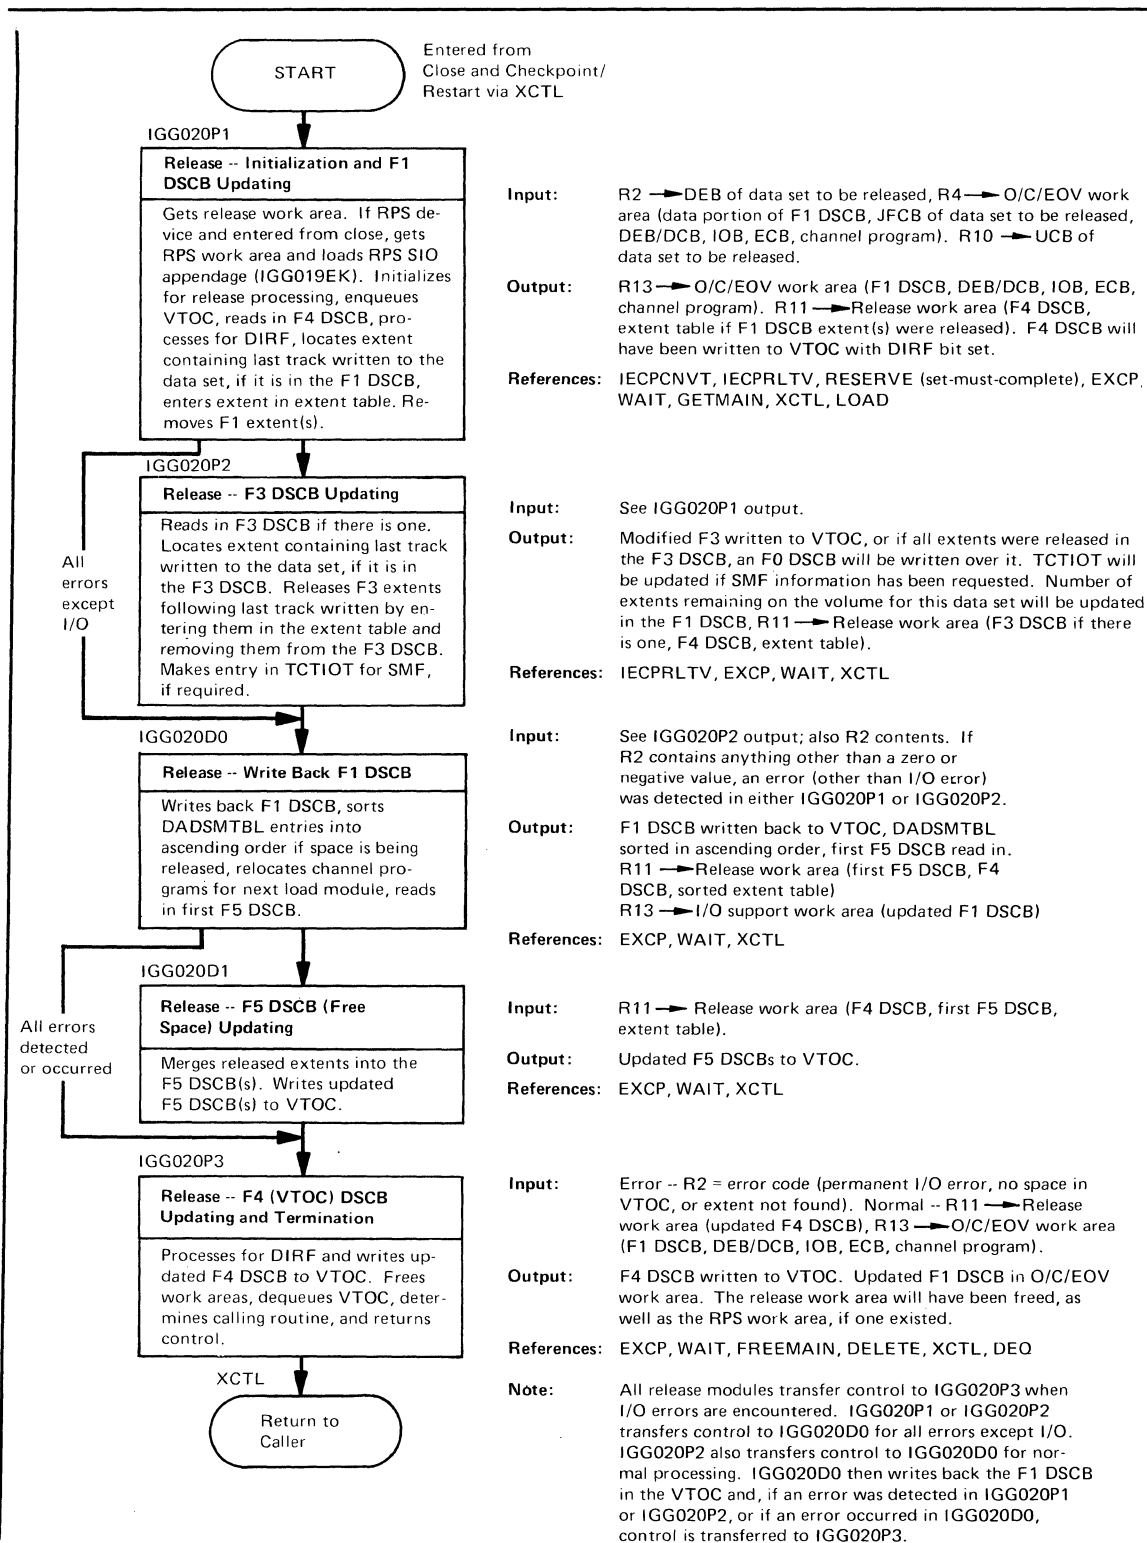 START
Entered from
Close and Checkpoint/
Restart via XCTL
IGG020P1
Release -- Initialization and F1
DSCB Updating
Gets release work area. If RPS de-
vice and entered from close, gets
RPS work area and loads RPS SIO
appendage (IGG019EK). Initializes
for release processing, enqueues
VTOC, reads in F4 DSCB, pro-
cesses for DIRF, locates extent
containing last track written to the
data set, if it is in the F1 DSCB,
enters extent in extent table. Re-
moves F1 extent(s).
Input: R2 → DEB of data set to be released, R4 → O/C/EOV work
area (data portion of F1 DSCB, JFCB of data set to be released,
DEB/DCB, IOB, ECB, channel program). R10 → UCB of
data set to be released.
Output: R13 → O/C/EOV work area (F1 DSCB, DEB/DCB, IOB, ECB,
channel program). R11 → Release work area (F4 DSCB,
extent table if F1 DSCB extent(s) were released). F4 DSCB will
have been written to VTOC with DIRF bit set.
References: IECPCNVT, IECPRLTV, RESERVE (set-must-complete), EXCP,
WAIT, GETMAIN, XCTL, LOAD
All
errors
except
I/O
IGG020P2
Release -- F3 DSCB Updating
Reads in F3 DSCB if there is one.
Locates extent containing last track
written to the data set, if it is in
the F3 DSCB. Releases F3 extents
following last track written by en-
tering them in the extent table and
removing them from the F3 DSCB.
Makes entry in TCTIOT for SMF,
if required.
Input: See IGG020P1 output.
Output: Modified F3 written to VTOC, or if all extents were released in
the F3 DSCB, an F0 DSCB will be written over it. TCTIOT will
be updated if SMF information has been requested. Number of
extents remaining on the volume for this data set will be updated
in the F1 DSCB, R11 → Release work area (F3 DSCB if there
is one, F4 DSCB, extent table).
References: IECPRLTV, EXCP, WAIT, XCTL
IGG020D0
Release -- Write Back F1 DSCB
Writes back F1 DSCB, sorts
DADSMTBL entries into
ascending order if space is being
released, relocates channel pro-
grams for next load module, reads
in first F5 DSCB.
Input: See IGG020P2 output; also R2 contents. If
R2 contains anything other than a zero or
negative value, an error (other than I/O error)
was detected in either IGG020P1 or IGG020P2.
Output: F1 DSCB written back to VTOC, DADSMTBL
sorted in ascending order, first F5 DSCB read in.
R11 → Release work area (first F5 DSCB, F4
DSCB, sorted extent table)
R13 → I/O support work area (updated F1 DSCB)
References: EXCP, WAIT, XCTL
All errors
detected
or occurred
IGG020D1
Release -- F5 DSCB (Free
Space) Updating
Merges released extents into the
F5 DSCB(s). Writes updated
F5 DSCB(s) to VTOC.
Input: R11 → Release work area (F4 DSCB, first F5 DSCB,
extent table).
Output: Updated F5 DSCBs to VTOC.
References: EXCP, WAIT, XCTL
IGG020P3
Release -- F4 (VTOC) DSCB
Updating and Termination
Processes for DIRF and writes up-
dated F4 DSCB to VTOC. Frees
work areas, dequeues VTOC, deter-
mines calling routine, and returns
control.
Input: Error -- R2 = error code (permanent I/O error, no space in
VTOC, or extent not found). Normal -- R11 → Release
work area (updated F4 DSCB), R13 → O/C/EOV work area
(F1 DSCB, DEB/DCB, IOB, ECB, channel program).
Output: F4 DSCB written to VTOC. Updated F1 DSCB in O/C/EOV
work area. The release work area will have been freed, as
well as the RPS work area, if one existed.
References: EXCP, WAIT, FREEMAIN, DELETE, XCTL, DEQ
XCTL
Return to
Caller
Note: All release modules transfer control to IGG020P3 when
I/O errors are encountered. IGG020P1 or IGG020P2
transfers control to IGG020D0 for all errors except I/O.
IGG020P2 also transfers control to IGG020D0 for nor-
mal processing. IGG020D0 then writes back the F1 DSCB
in the VTOC and, if an error was detected in IGG020P1
or IGG020P2, or if an error occurred in IGG020D0,
control is transferred to IGG020P3.